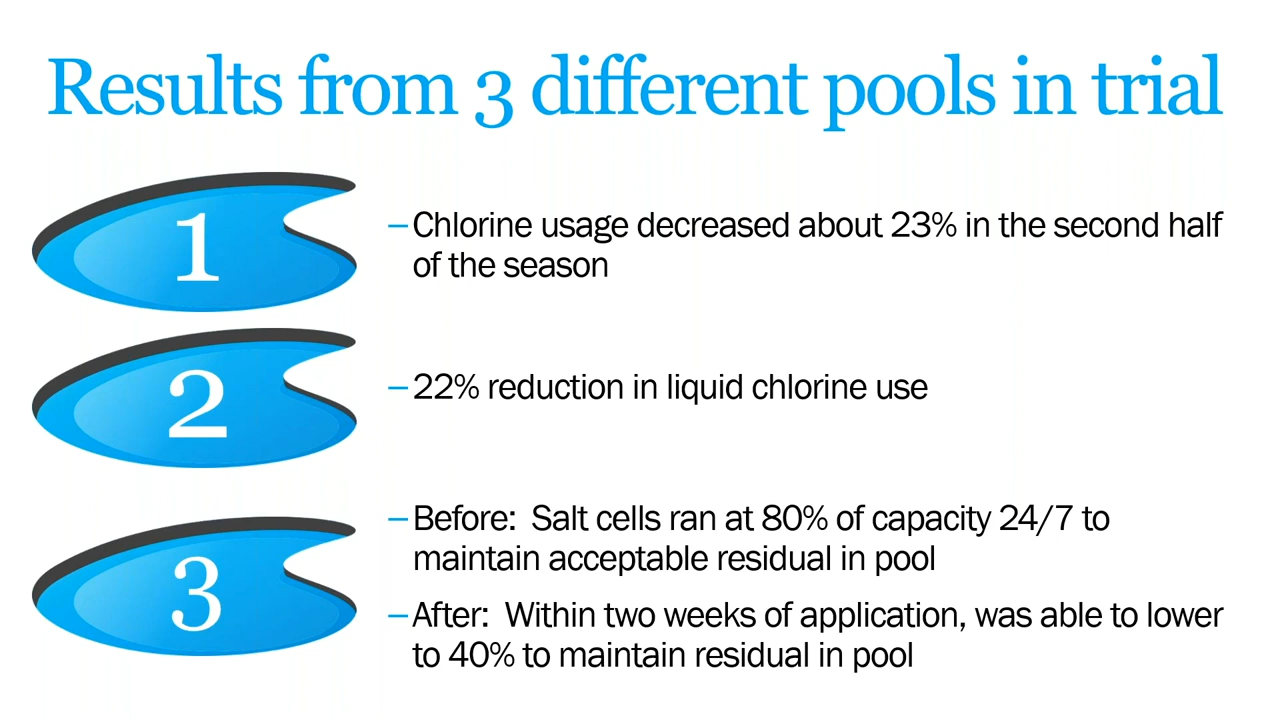 Results from 3 different pools in trial
1
– Chlorine usage decreased about 23% in the second half
of the season
2
– 22% reduction in liquid chlorine use
3
– Before:  Salt cells ran at 80% of capacity 24/7 to
maintain acceptable residual in pool
– After:  Within two weeks of application, was able to lower
to 40% to maintain residual in pool